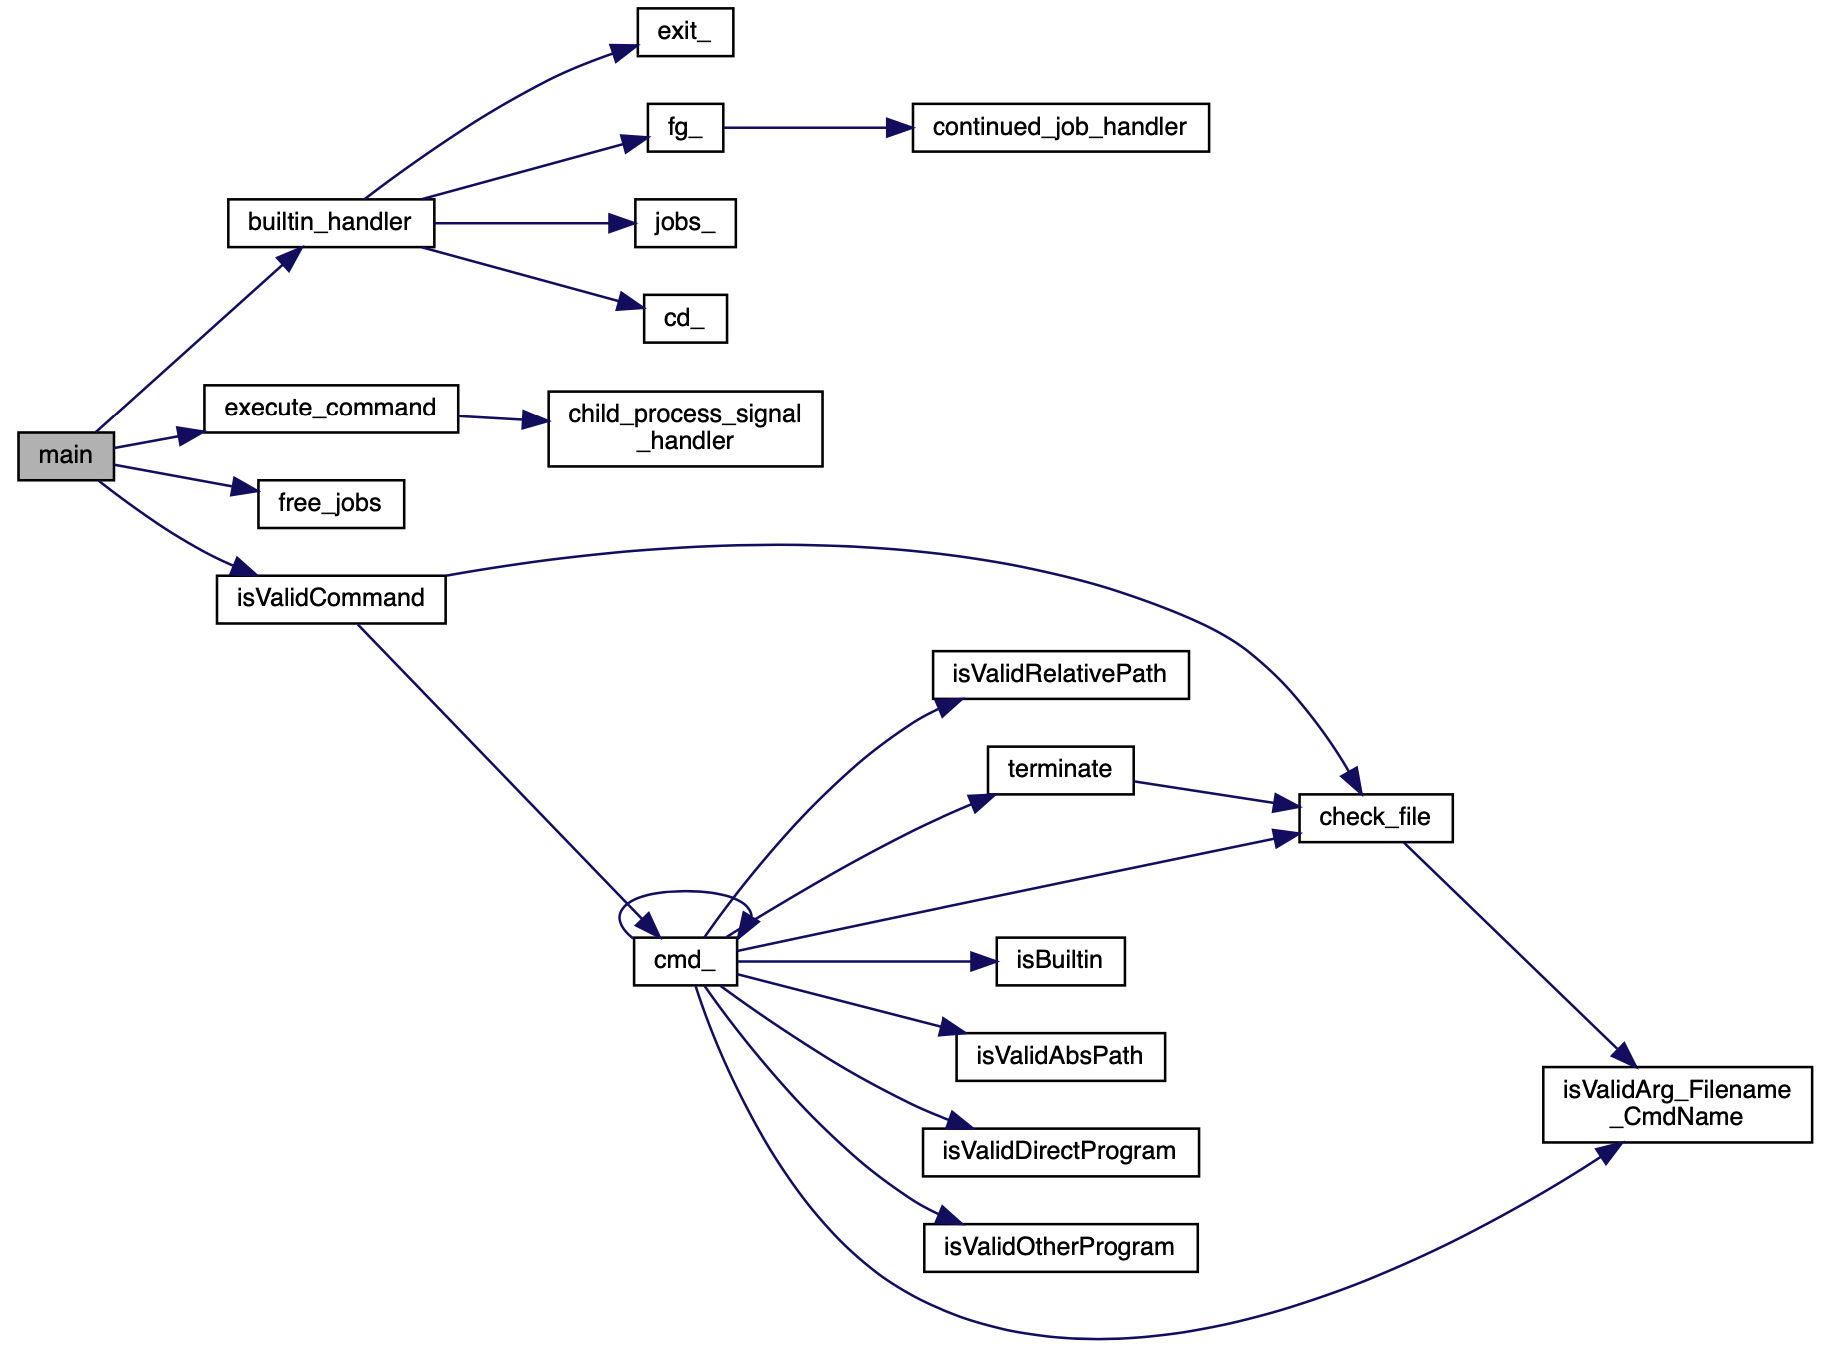 exit_
fg_
continued_job_handler
builtin_handler
jobs_
cd_
execute_command
child_process_signal
_handler
main
free_jobs
isValidCommand
isValidRelativePath
terminate
check_file
cmd_
isBuiltin
isValidAbsPath
isValidArg_Filename
_CmdName
isValidDirectProgram
isValidOtherProgram